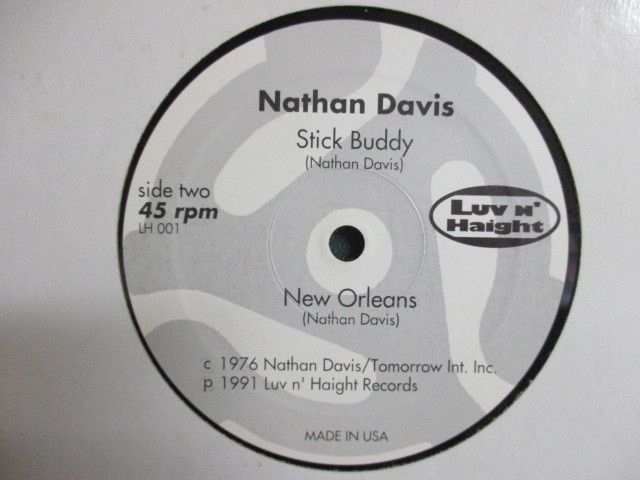 Nathan Davis
Stick Buddy
(Nathan Davis)
side two
45 rpm
LH 001
Luv n'
Haight
New Orleans
(Nathan Davis)
c 1976 Nathan Davis/Tomorrow Int. Inc.
p 1991 Luv n' Haight Records
MADE IN USA